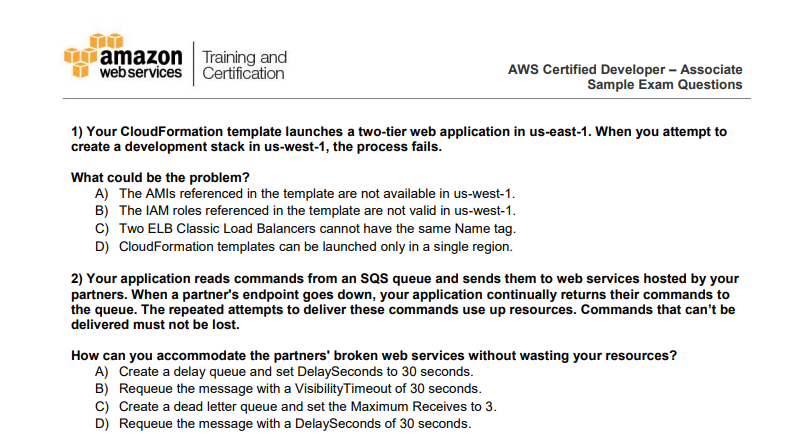 amazon
webservices
Training and
Certification
AWS Certified Developer – Associate
Sample Exam Questions
1) Your CloudFormation template launches a two-tier web application in us-east-1. When you attempt to
create a development stack in us-west-1, the process fails.
What could be the problem?
A) The AMIs referenced in the template are not available in us-west-1.
B) The IAM roles referenced in the template are not valid in us-west-1.
C) Two ELB Classic Load Balancers cannot have the same Name tag.
D) CloudFormation templates can be launched only in a single region.
2) Your application reads commands from an SQS queue and sends them to web services hosted by your
partners. When a partner's endpoint goes down, your application continually returns their commands to
the queue. The repeated attempts to deliver these commands use up resources. Commands that can't be
delivered must not be lost.
How can you accommodate the partners' broken web services without wasting your resources?
A) Create a delay queue and set DelaySeconds to 30 seconds.
B) Requeue the message with a VisibilityTimeout of 30 seconds.
C) Create a dead letter queue and set the Maximum Receives to 3.
D) Requeue the message with a DelaySeconds of 30 seconds.